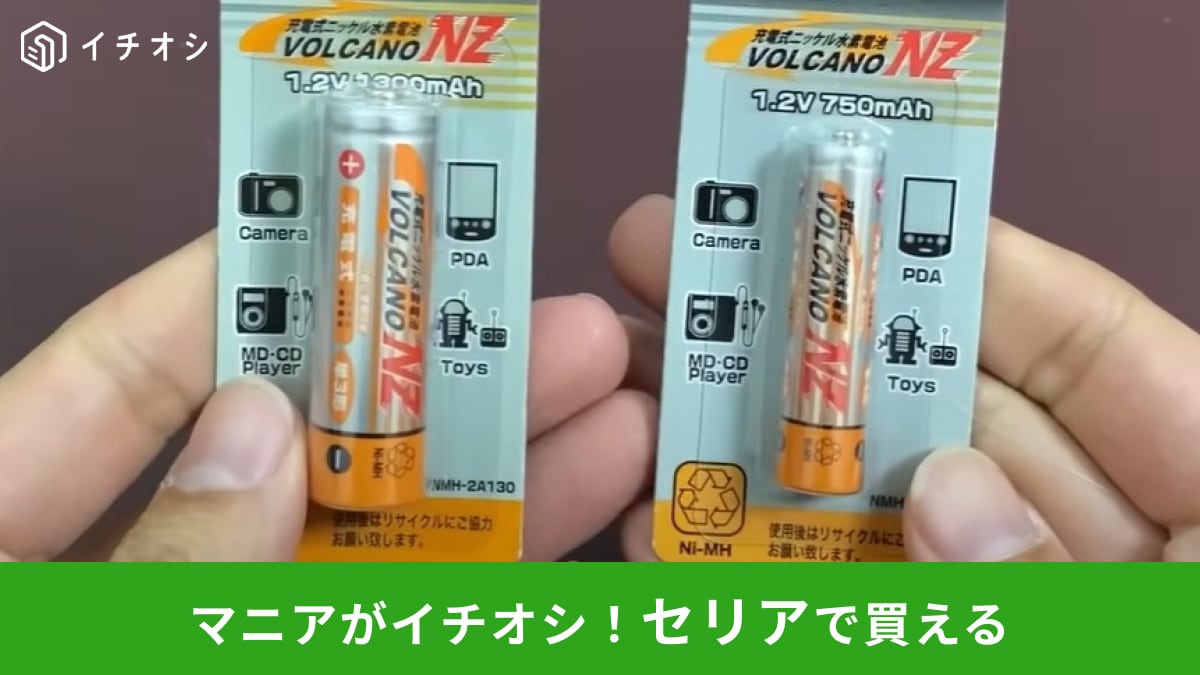 イチオシ
充電式ニッケル水素電池
VOLCANO NZ
1.2V 1300mAh
Camera
PDA
MD·CD
Player
Toys
充電式
単3形
充電式ニッケル水素電池
VOLCANO NZ
Ni-MH
NMH-2A130
使用後はリサイクルにご協力
お願い致します。
充電式ニッケル水素電池
VOLCANO NZ
1.2V 750mAh
Camera
PDA
MD·CD
Player
Toys
充電式ニッケル水素電池
VOLCANO NZ
Ni-MH
NMH
Ni-MH
使用後はリサイクルにご
お願い致します。
マニアがイチオシ！セリアで買える